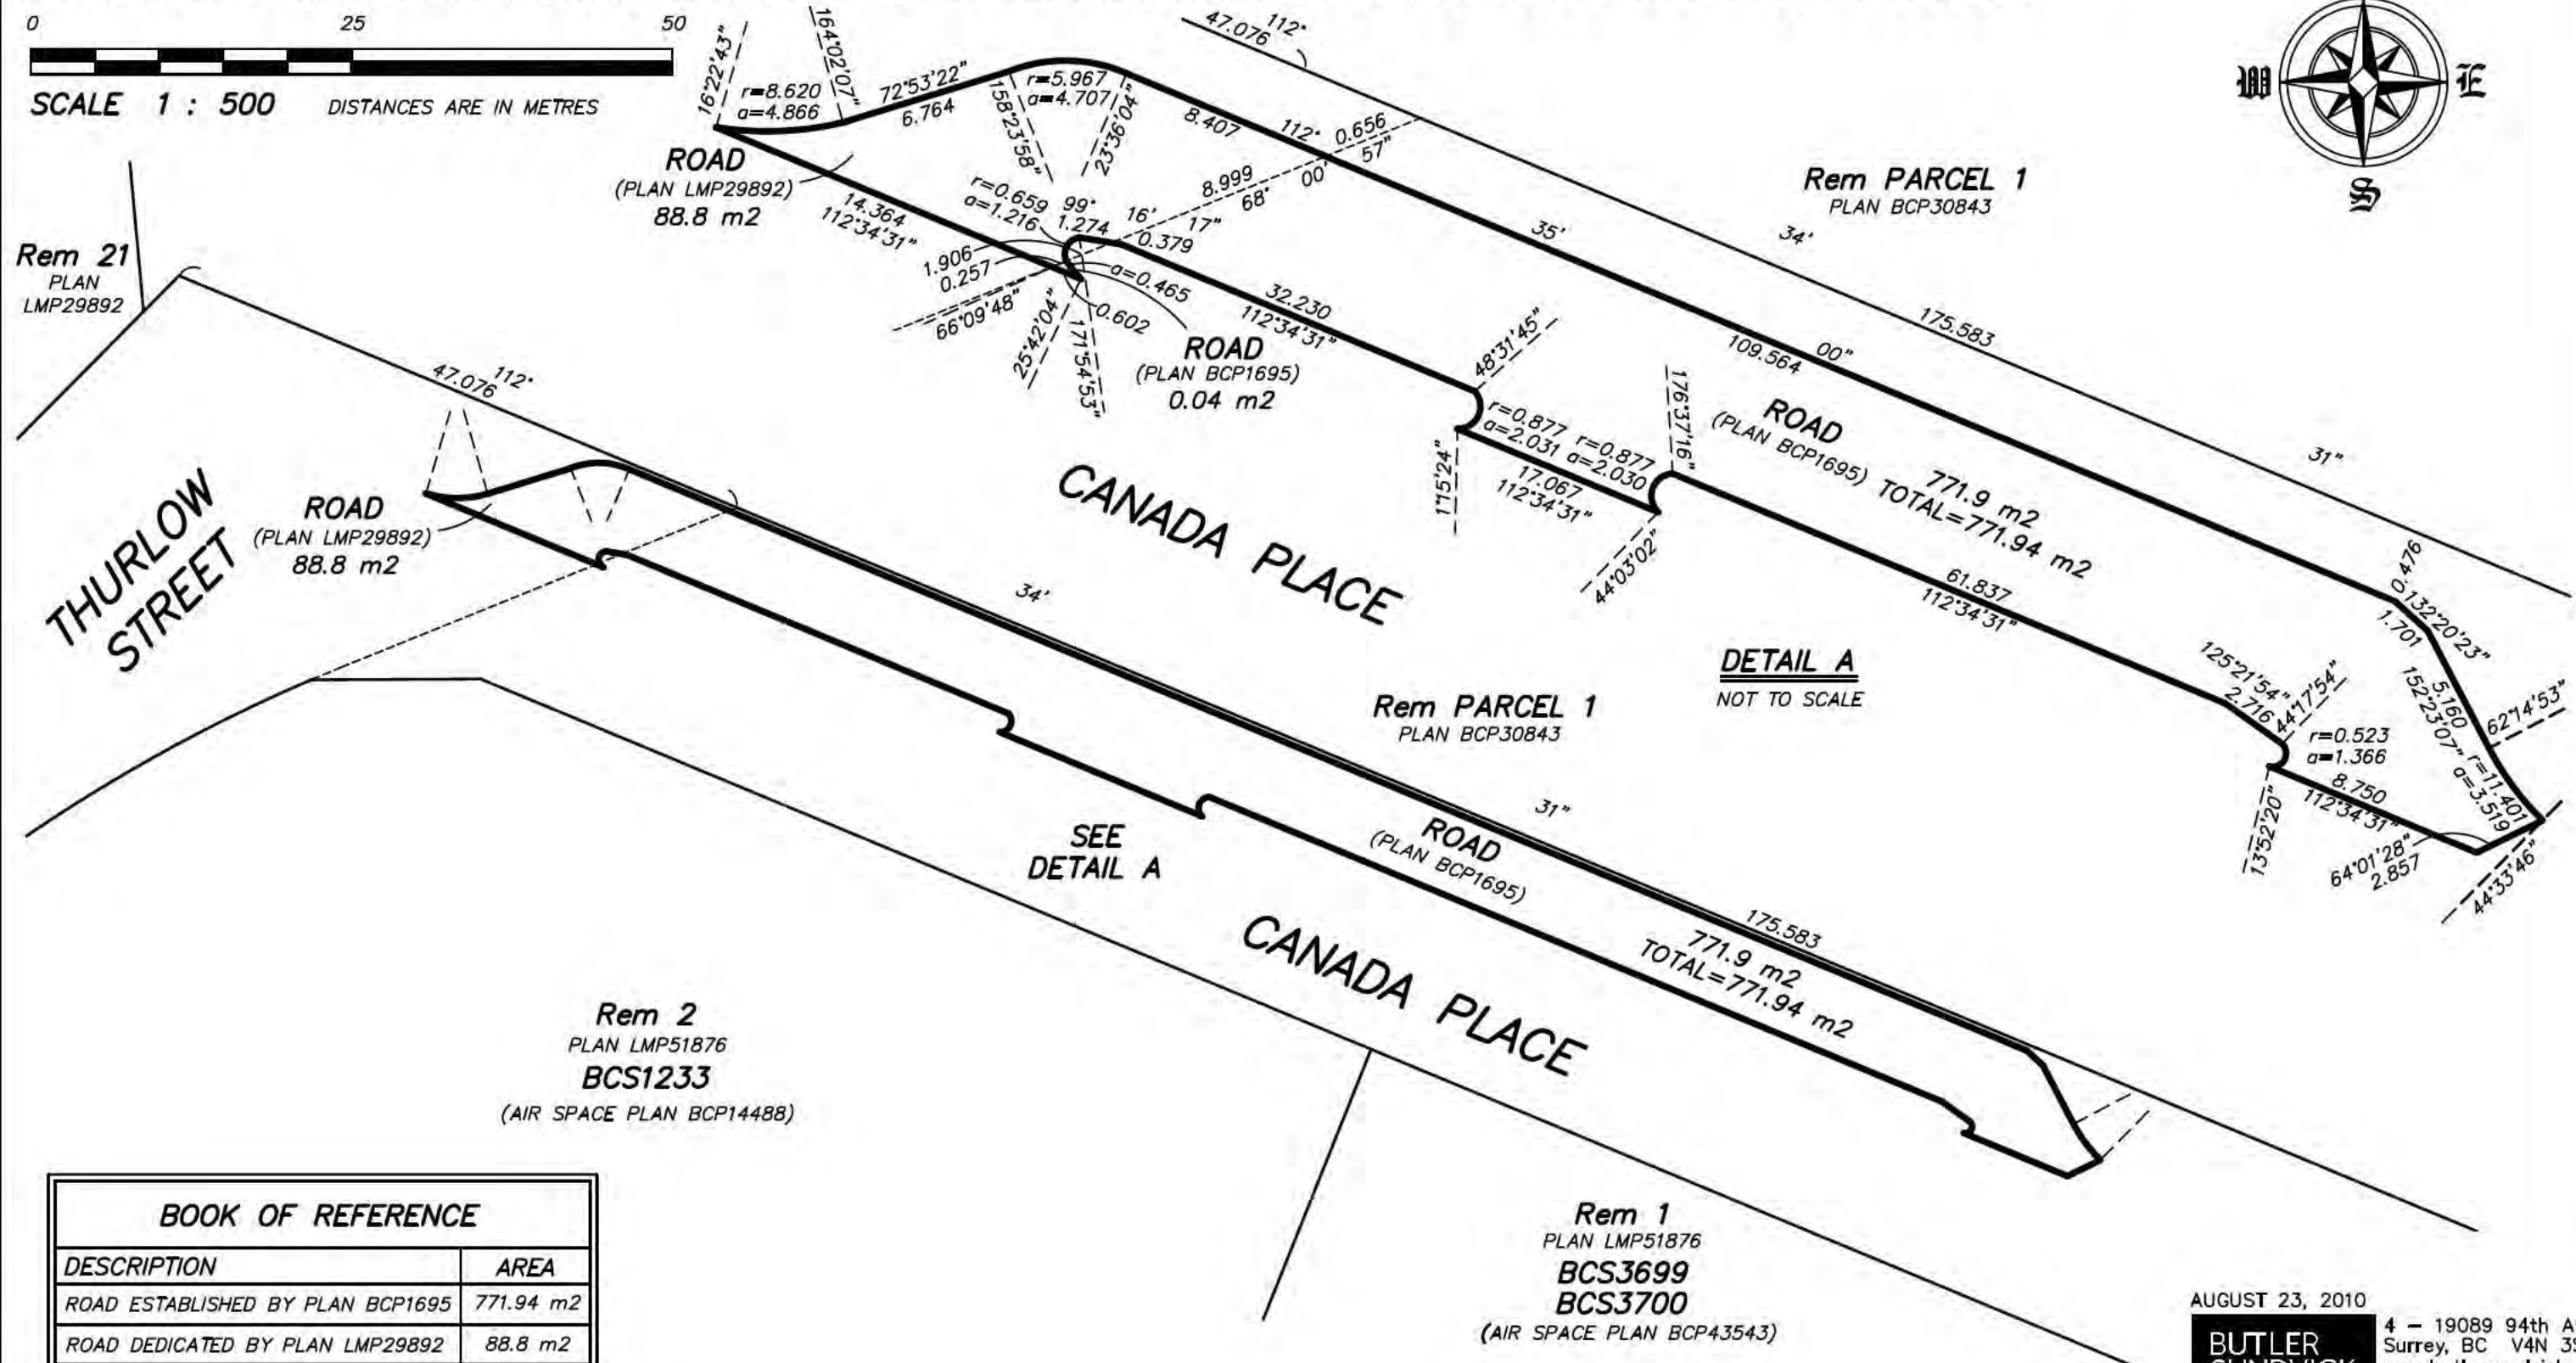 0 25 50
SCALE 1 : 500 DISTANCES ARE IN METRES
W E
S
16°22'43"
164°02'07"
r=8.620
a=4.866
72°53'22"
6.764
158°23'58"
r=5.967
a=4.707
23°36'04"
47.076 112°
8.407
112°
0.656
57"
8.999
68°
00'
ROAD
(PLAN LMP29892)
88.8 m2
14.364
112°34'31"
r=0.659
a=1.216
99°
1.274
16'
17"
0.379
1.906
0.257
66°09'48"
25°42'04"
171°54'53"
a=0.465
0.602
ROAD
(PLAN BCP1695)
0.04 m2
32.230
112°34'31"
35'
34'
Rem PARCEL 1
PLAN BCP30843
175.583
109.564
00"
31"
48°31'45"
r=0.877
a=2.031
r=0.877
a=2.030
1°15'24"
17.067
112°34'31"
176°37'16"
44°03'02"
ROAD
(PLAN BCP1695)
771.9 m2
TOTAL=771.94 m2
61.837
112°34'31"
CANADA PLACE
DETAIL A
NOT TO SCALE
0.476
132°20'23"
1.701
125°21'54"
2.716
44°17'54"
5.160
152°23'07"
62°14'53"
r=0.523
a=1.366
r=11.401
a=3.519
8.750
112°34'31"
13°52'20"
64°01'28"
2.857
44°33'46"
Rem 21
PLAN
LMP29892
47.076 112°
THURLOW
STREET
ROAD
(PLAN LMP29892)
88.8 m2
34'
Rem PARCEL 1
PLAN BCP30843
SEE
DETAIL A
31"
ROAD
(PLAN BCP1695)
175.583
771.9 m2
TOTAL=771.94 m2
CANADA PLACE
Rem 2
PLAN LMP51876
BCS1233
(AIR SPACE PLAN BCP14488)
Rem 1
PLAN LMP51876
BCS3699
BCS3700
(AIR SPACE PLAN BCP43543)
BOOK OF REFERENCE
DESCRIPTION AREA
ROAD ESTABLISHED BY PLAN BCP1695 771.94 m2
ROAD DEDICATED BY PLAN LMP29892 88.8 m2
AUGUST 23, 2010
BUTLER
4 – 19089 94th
Surrey, BC V4N